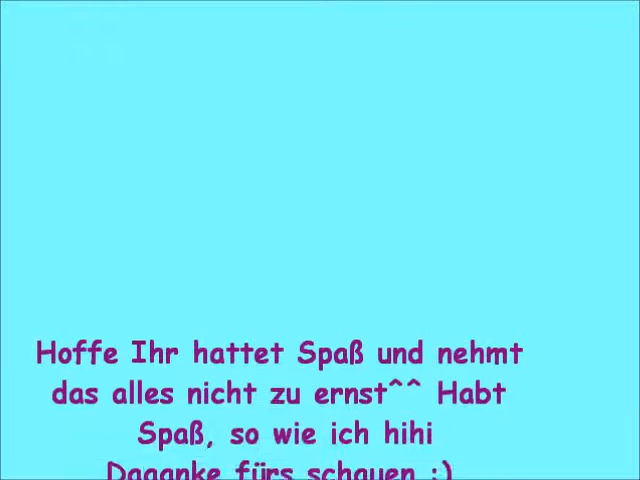 Hoffe Ihr hattet Spaß und nehmt
das alles nicht zu ernst^^ Habt
Spaß, so wie ich hihi
Daaanke fürs schauen :)